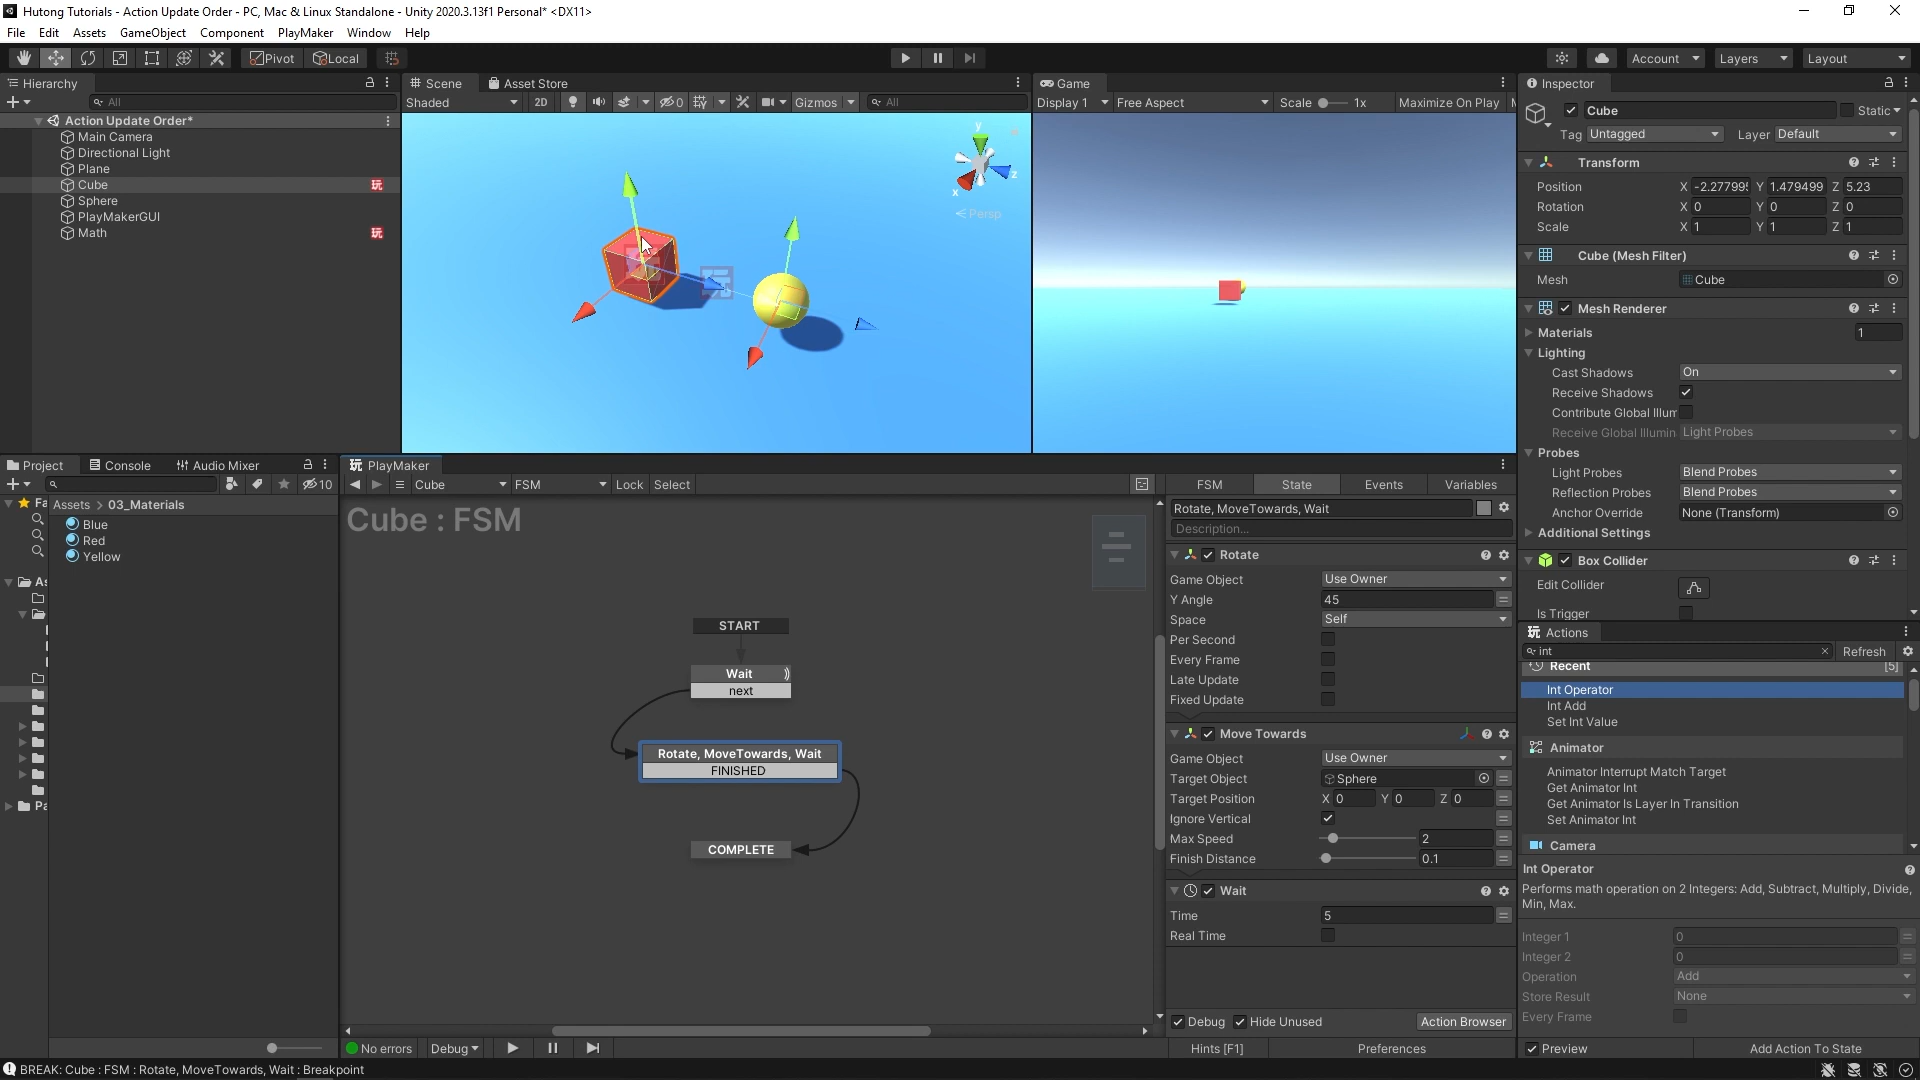 Hutong Tutorials - Action Update Order - PC, Mac & Linux Standalone - Unity 2020.3.13f1 Personal* <DX11>
File Edit Assets GameObject Component PlayMaker Window Help
Pivot Local Account Layers Layout
Hierarchy
All
Action Update Order*
Main Camera
Directional Light
Plane
Cube 玩
Sphere
PlayMakerGUI
Math 玩
Scene Asset Store
Shaded 2D 0 Gizmos All
y
x
z
Persp
Game
Display 1 Free Aspect Scale 1x Maximize On Play M
Inspector
Cube Static
Tag Untagged Layer Default
Transform
Position X -2.277995 Y 1.479499 Z 5.23
Rotation X 0 Y 0 Z 0
Scale X 1 Y 1 Z 1
Cube (Mesh Filter)
Mesh Cube
Mesh Renderer
Materials 1
Lighting
Cast Shadows On
Receive Shadows
Contribute Global Illum
Receive Global Illumin Light Probes
Probes
Light Probes Blend Probes
Reflection Probes Blend Probes
Anchor Override None (Transform)
Additional Settings
Box Collider
Edit Collider
Is Trigger
Project Console Audio Mixer
10
Fa
Assets > 03_Materials
Blue
Red
Yellow
As
Pa
玩 PlayMaker
Cube FSM Lock Select
Cube : FSM
START
Wait
next
Rotate, MoveTowards, Wait
FINISHED
COMPLETE
No errors Debug
FSM State Events Variables
Rotate, MoveTowards, Wait
Description...
Rotate
Game Object Use Owner
Y Angle 45
Space Self
Per Second
Every Frame
Late Update
Fixed Update
Move Towards
Game Object Use Owner
Target Object Sphere
Target Position X 0 Y 0 Z 0
Ignore Vertical
Max Speed 2
Finish Distance 0.1
Wait
Time 5
Real Time
Debug Hide Unused Action Browser
Hints [F1] Preferences
玩 Actions
int Refresh
Recent [5]
Int Operator
Int Add
Set Int Value
Animator
Animator Interrupt Match Target
Get Animator Int
Get Animator Is Layer In Transition
Set Animator Int
Camera
Int Operator
Performs math operation on 2 Integers: Add, Subtract, Multiply, Divide,
Min, Max.
Integer 1 0
Integer 2 0
Operation Add
Store Result None
Every Frame
Preview Add Action To State
BREAK: Cube : FSM : Rotate, MoveTowards, Wait : Breakpoint